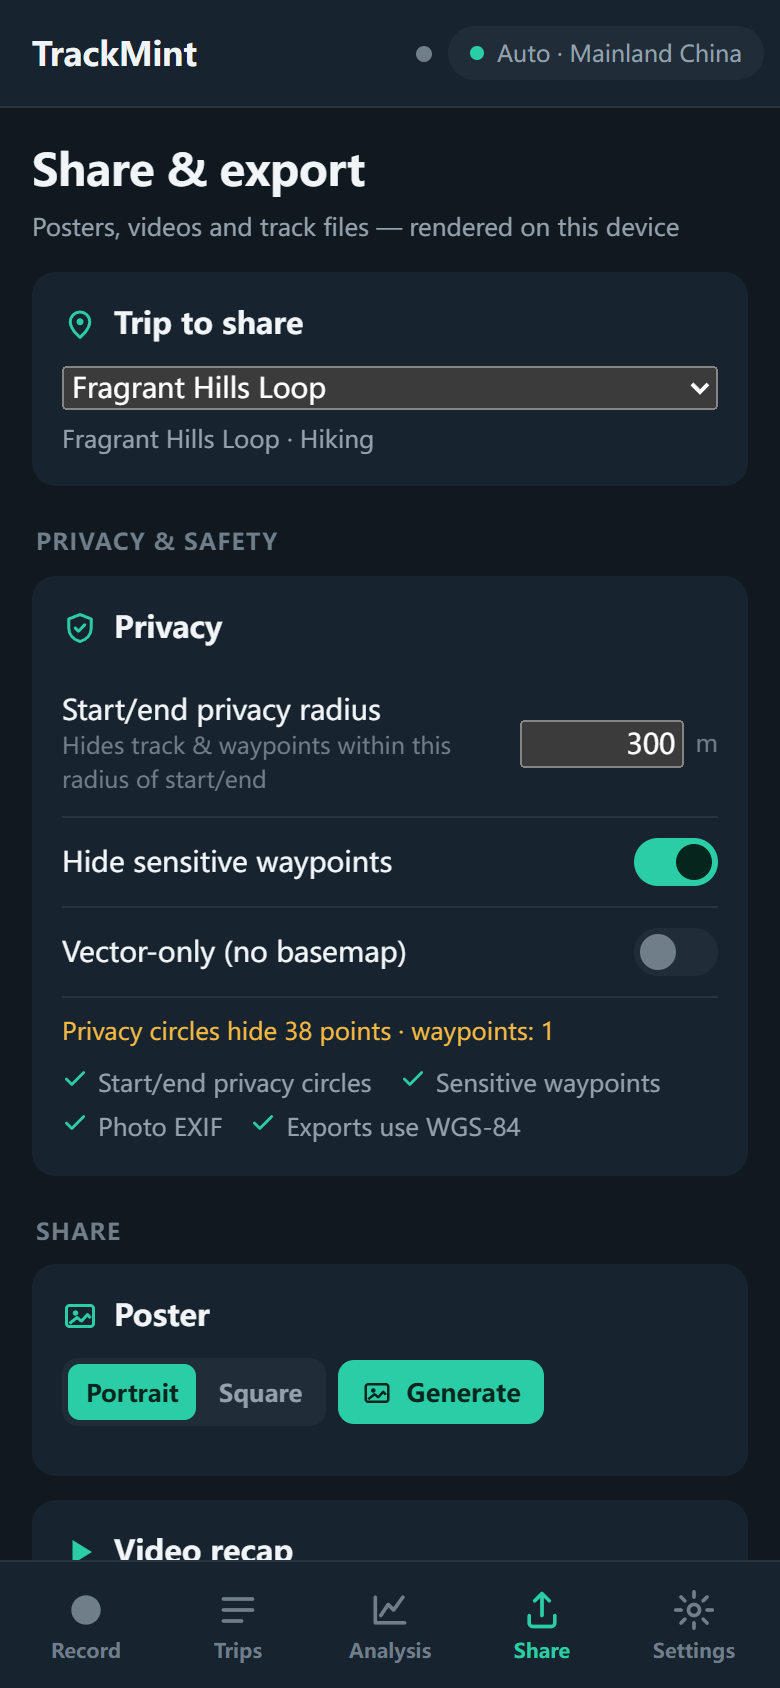 TrackMint
Auto · Mainland China
Share & export
Posters, videos and track files — rendered on this device
Trip to share
Fragrant Hills Loop
Fragrant Hills Loop · Hiking
PRIVACY & SAFETY
Privacy
Start/end privacy radius
Hides track & waypoints within this
radius of start/end
300 m
Hide sensitive waypoints
Vector-only (no basemap)
Privacy circles hide 38 points · waypoints: 1
Start/end privacy circles Sensitive waypoints
Photo EXIF Exports use WGS-84
SHARE
Poster
Portrait Square Generate
Video recap
Record Trips Analysis Share Settings